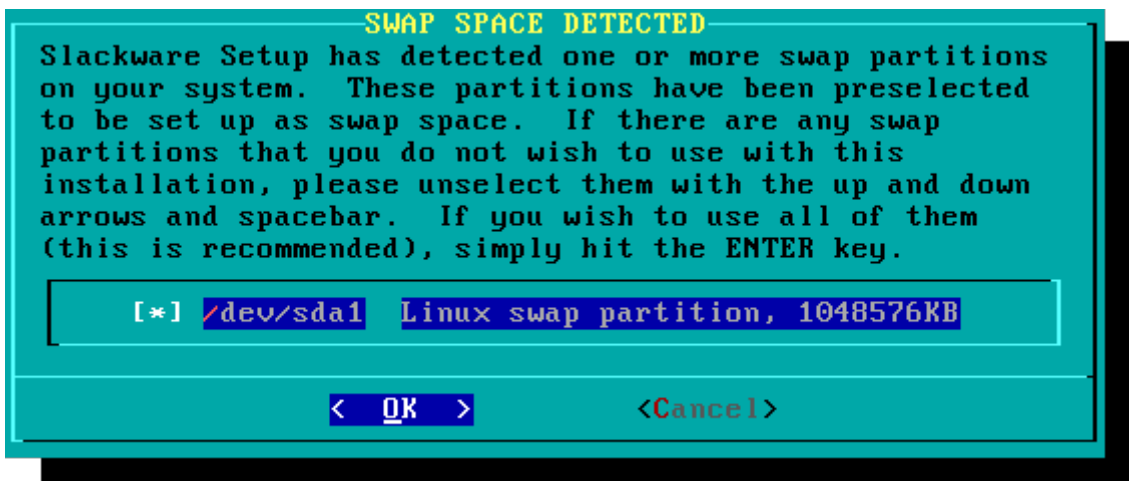 SWAP SPACE DETECTED
Slackware Setup has detected one or more swap partitions
on your system.  These partitions have been preselected
to be set up as swap space.  If there are any swap
partitions that you do not wish to use with this
installation, please unselect them with the up and down
arrows and spacebar.  If you wish to use all of them
(this is recommended), simply hit the ENTER key.
[*] /dev/sda1  Linux swap partition, 1048576KB
<  OK  > <Cancel>